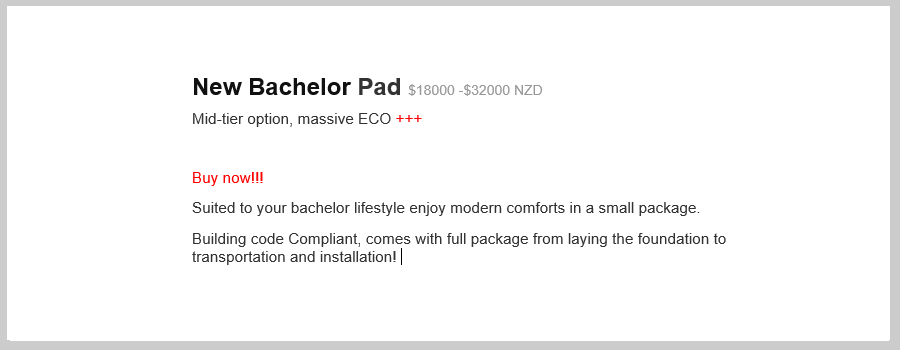 New Bachelor Pad $18000 -$32000 NZD
Mid-tier option, massive ECO +++
Buy now!!!
Suited to your bachelor lifestyle enjoy modern comforts in a small package.
Building code Compliant, comes with full package from laying the foundation to
transportation and installation!